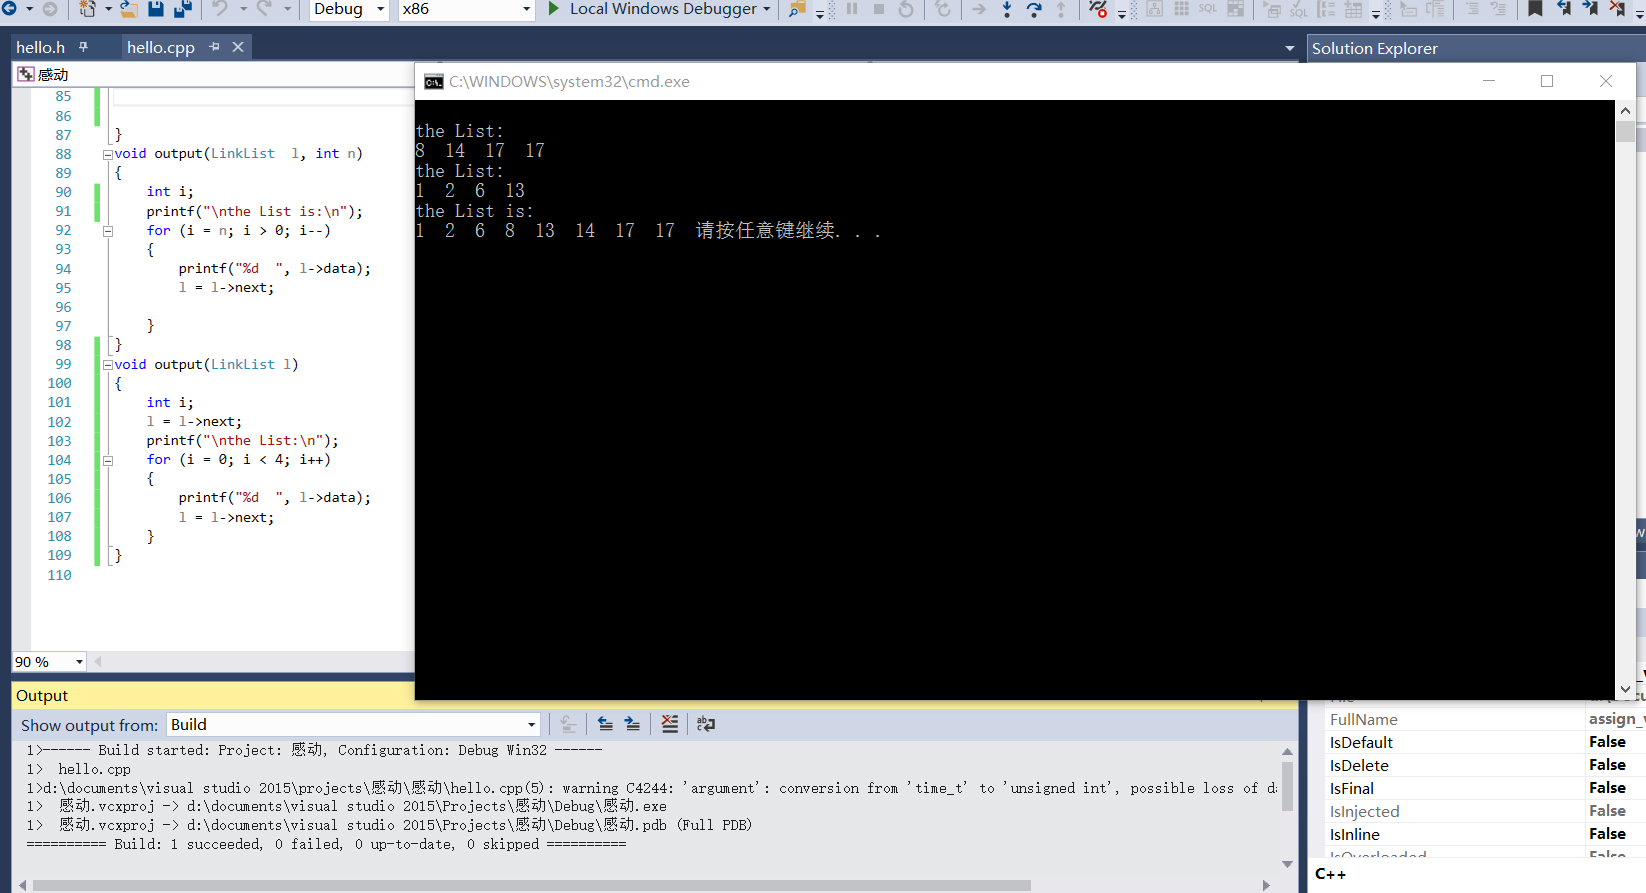 Debug x86 Local Windows Debugger
hello.h hello.cpp
Solution Explorer
感动
85
86
87 }
88 void output(LinkList  l, int n)
89 {
90 int i;
91 printf("\nthe List is:\n");
92 for (i = n; i > 0; i--)
93 {
94 printf("%d  ", l->data);
95 l = l->next;
96
97 }
98 }
99 void output(LinkList l)
100 {
101 int i;
102 l = l->next;
103 printf("\nthe List:\n");
104 for (i = 0; i < 4; i++)
105 {
106 printf("%d  ", l->data);
107 l = l->next;
108 }
109 }
110
90 %
C:\WINDOWS\system32\cmd.exe
the List:
8  14  17  17
the List:
1  2  6  13
the List is:
1  2  6  8  13  14  17  17  请按任意键继续. . .
Output
Show output from: Build
1>------ Build started: Project: 感动, Configuration: Debug Win32 ------
1>  hello.cpp
1>d:\documents\visual studio 2015\projects\感动\感动\hello.cpp(5): warning C4244: 'argument': conversion from 'time_t' to 'unsigned int', possible loss of
1>  感动.vcxproj -> d:\documents\visual studio 2015\Projects\感动\Debug\感动.exe
1>  感动.vcxproj -> d:\documents\visual studio 2015\Projects\感动\Debug\感动.pdb (Full PDB)
========== Build: 1 succeeded, 0 failed, 0 up-to-date, 0 skipped ==========
FullName assign_
IsDefault False
IsDelete False
IsFinal False
IsInjected False
IsInline False
IsOverloaded False
C++